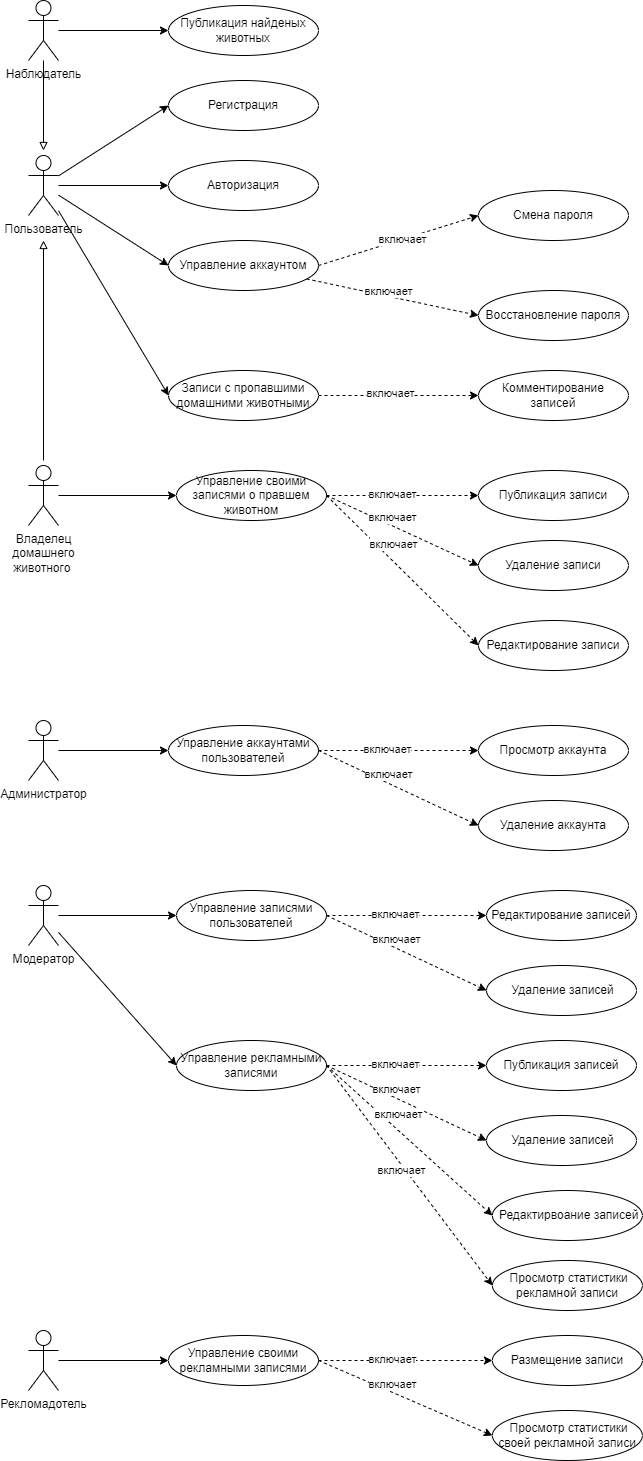 Публикация найденых
животных
Наблюдатель
Регистрация
Авторизация
Пользователь
Смена пароля
включает
Управление аккаунтом
включает
Восстановление пароля
Записи с пропавшими
домашними животными
включает
Комментирование
записей
Управление своими
записями о правшем
животном
включает
Публикация записи
включает
Владелец
домашнего
животного
включает
Удаление записи
Редактирование записи
Управление аккаунтами
пользователей
включает
Просмотр аккаунта
включает
Администратор
Удаление аккаунта
Управление записями
пользователей
включает
Редактирование записей
включает
Модератор
Удаление записей
Управление рекламными
записями
включает
Публикация записей
включает
включает
Удаление записей
включает
Редактирвоание записей
Просмотр статистики
рекламной записи
Управление своими
рекламными записями
включает
Размещение записи
включает
Рекломадотель
Просмотр статистики
своей рекламной записи